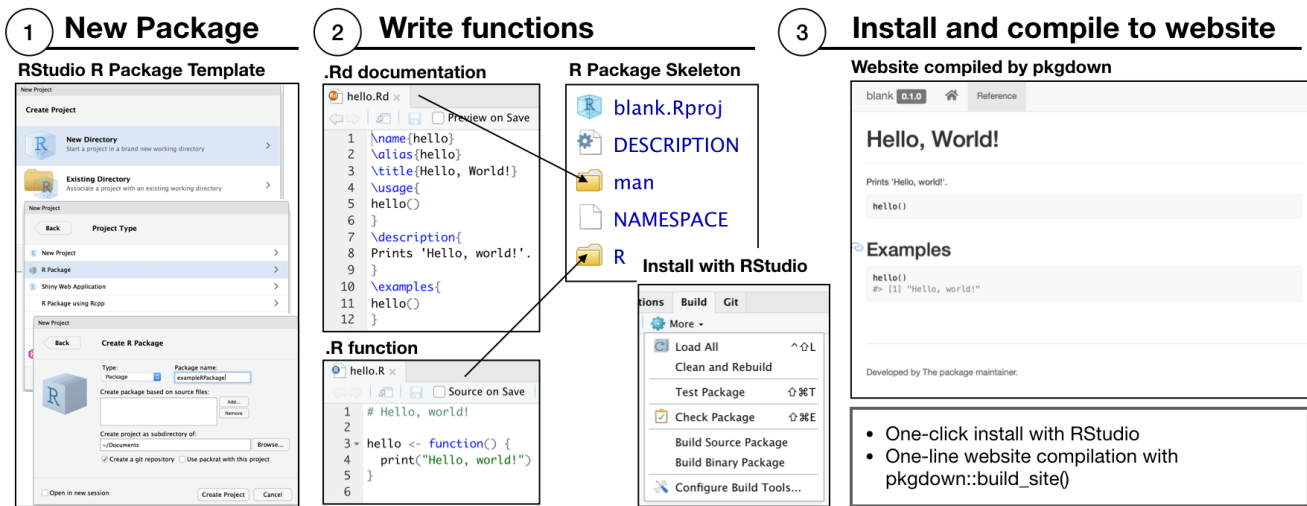 1
New Package
RStudio R Package Template
New Project
Create Project
R
New Directory
Start a project in a brand new working directory
Existing Directory
Associate a project with an existing working directory
New Project
Back
Project Type
New Project
R Package
Shiny Web Application
R Package using Rcpp
New Project
Back
Create R Package
R
Type:
Package name:
Package
exampleRPackage
Create package based on source files:
Add...
Remove
Create project as subdirectory of:
~/Documents
Browse...
Create a git repository
Use packrat with this project
Open in new session
Create Project
Cancel
2
Write functions
.Rd documentation
hello.Rd
Preview on Save
1 \name{hello}
2 \alias{hello}
3 \title{Hello, World!}
4 \usage{
5 hello()
6 }
7 \description{
8 Prints 'Hello, world!'.
9 }
10 \examples{
11 hello()
12 }
.R function
hello.R
Source on Save
1 # Hello, world!
2
3 hello <- function() {
4 print("Hello, world!")
5 }
6
R Package Skeleton
blank.Rproj
DESCRIPTION
man
NAMESPACE
R
Install with RStudio
tions Build Git
More
Load All ^⇧L
Clean and Rebuild
Test Package ⇧⌘T
Check Package ⇧⌘E
Build Source Package
Build Binary Package
Configure Build Tools...
3
Install and compile to website
Website compiled by pkgdown
blank 0.1.0 Reference
Hello, World!
Prints 'Hello, world!'.
hello()
Examples
hello()
#> [1] "Hello, world!"
Developed by The package maintainer.
• One-click install with RStudio
• One-line website compilation with
pkgdown::build_site()